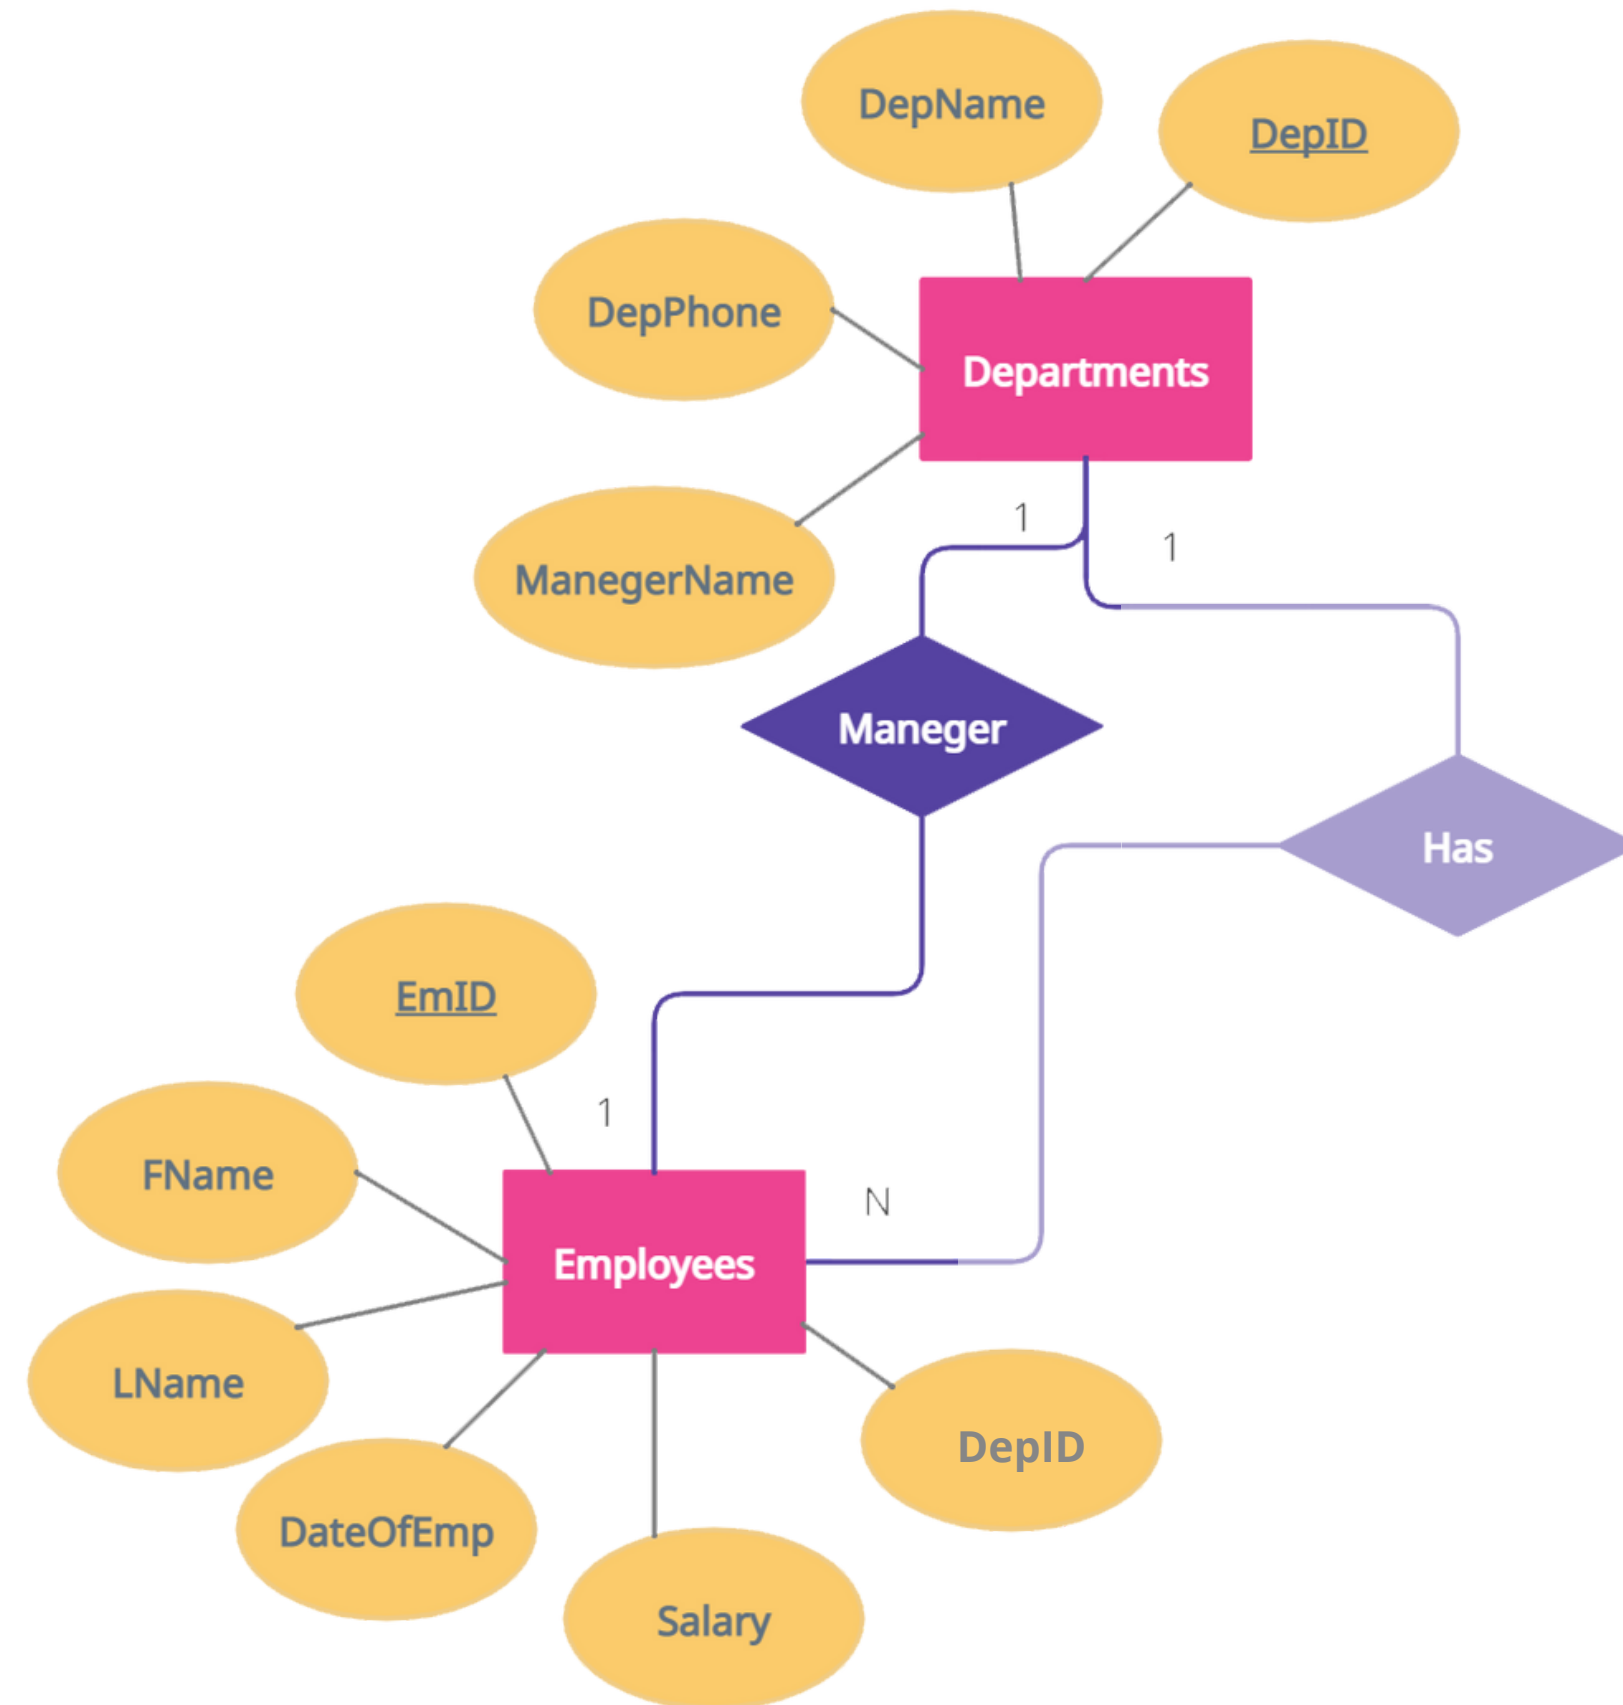 DepName
DepID
DepPhone
Departments
ManegerName
1
1
Maneger
Has
EmID
1
FName
N
Employees
LName
DepID
DateOfEmp
Salary